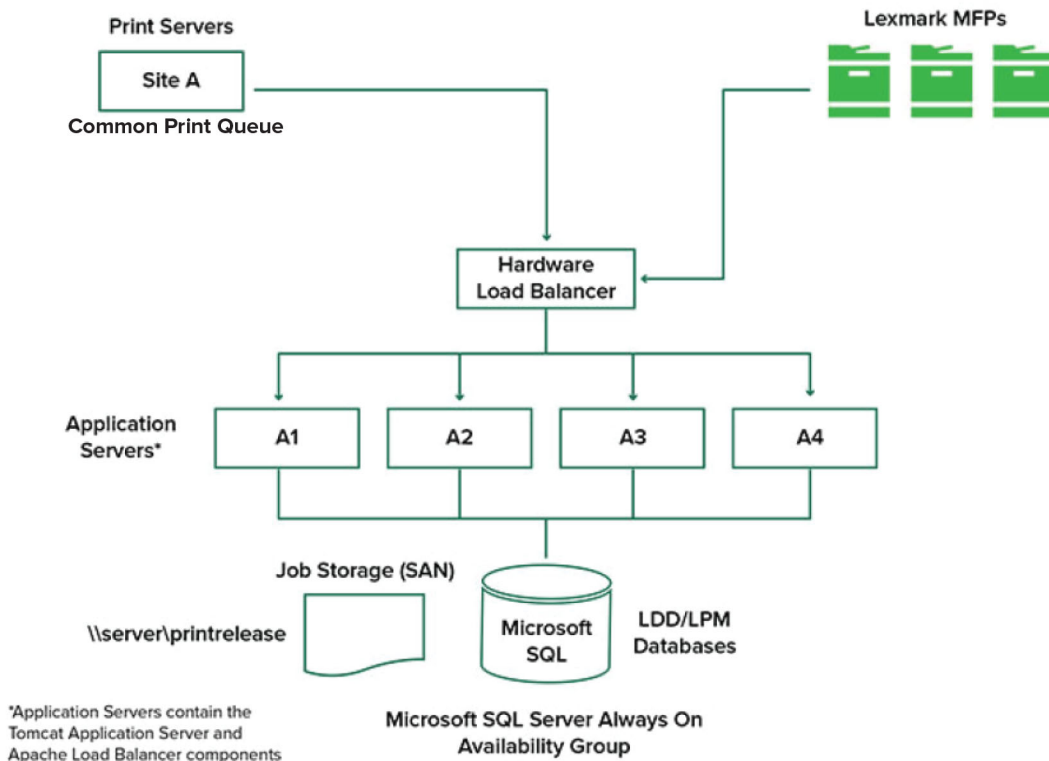 Print Servers
Site A
Common Print Queue
Lexmark MFPs
Hardware
Load Balancer
Application
Servers*
A1
A2
A3
A4
Job Storage (SAN)
\\server\printrelease
Microsoft
SQL
LDD/LPM
Databases
*Application Servers contain the
Tomcat Application Server and
Apache Load Balancer components
Microsoft SQL Server Always On
Availability Group